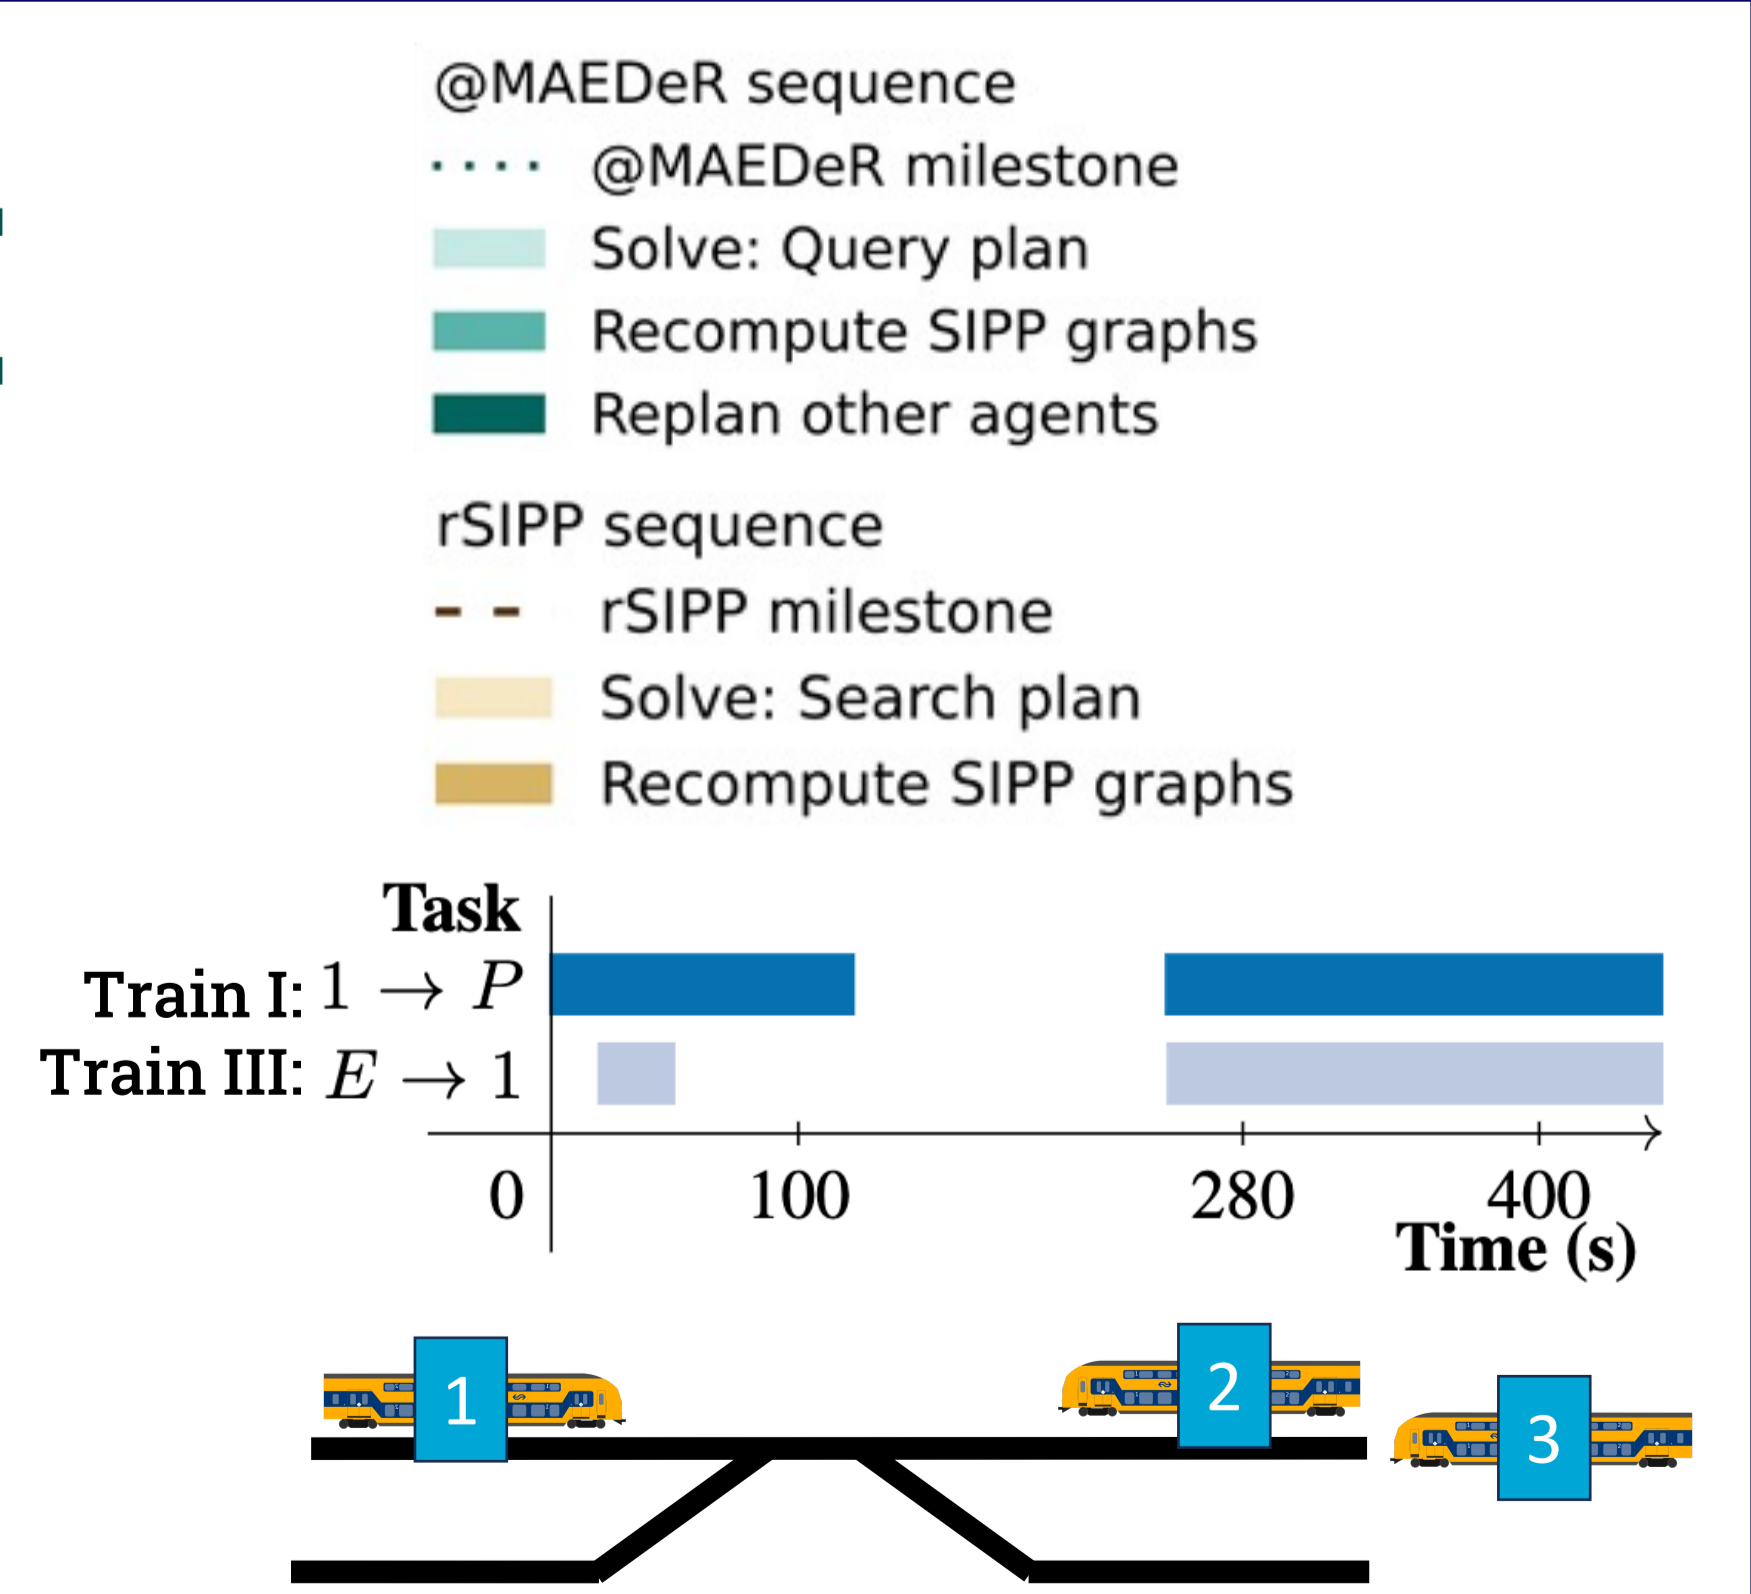 @MAEDeR sequence
@MAEDeR milestone
Solve: Query plan
Recompute SIPP graphs
Replan other agents
rSIPP sequence
rSIPP milestone
Solve: Search plan
Recompute SIPP graphs
Task
Train I: 1 → P
Train III: E → 1
0 100 280 400
Time (s)
1 2 3